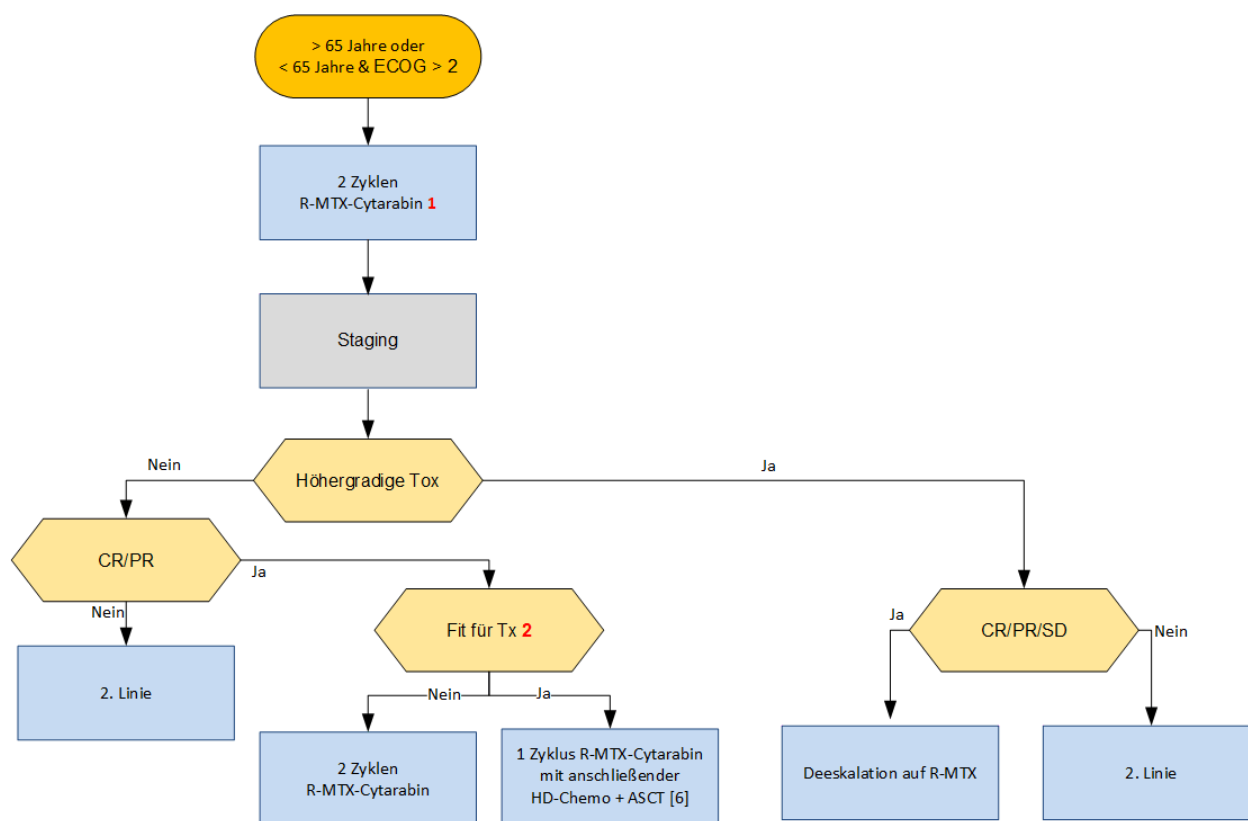 > 65 Jahre oder
< 65 Jahre & ECOG > 2
2 Zyklen
R-MTX-Cytarabin 1
Staging
Höhergradige Tox
Nein
Ja
CR/PR
Ja
Nein
Fit für Tx 2
CR/PR/SD
Ja
Nein
2. Linie
Nein
Ja
2 Zyklen
R-MTX-Cytarabin
1 Zyklus R-MTX-Cytarabin
mit anschließender
HD-Chemo + ASCT [6]
Deeskalation auf R-MTX
2. Linie